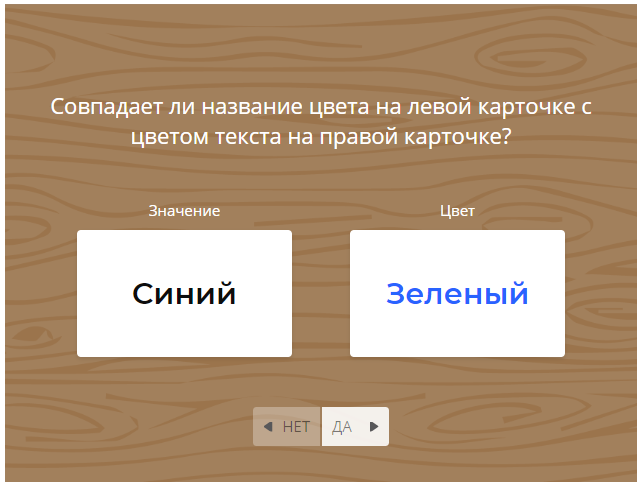 Совпадает ли название цвета на левой карточке с
цветом текста на правой карточке?
Значение
Цвет
Синий
Зеленый
НЕТ
ДА